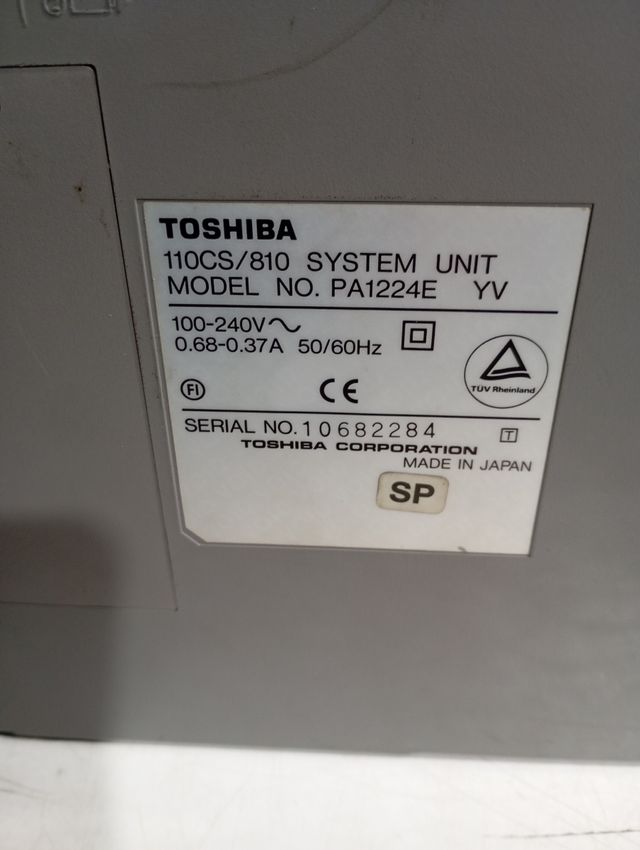 TOSHIBA
110CS/810 SYSTEM UNIT
MODEL NO. PA1224E YV
100-240V
0.68-0.37A 50/60Hz
TÜV Rheinland
FI
CE
SERIAL NO. 10682284
T
TOSHIBA CORPORATION
MADE IN JAPAN
SP